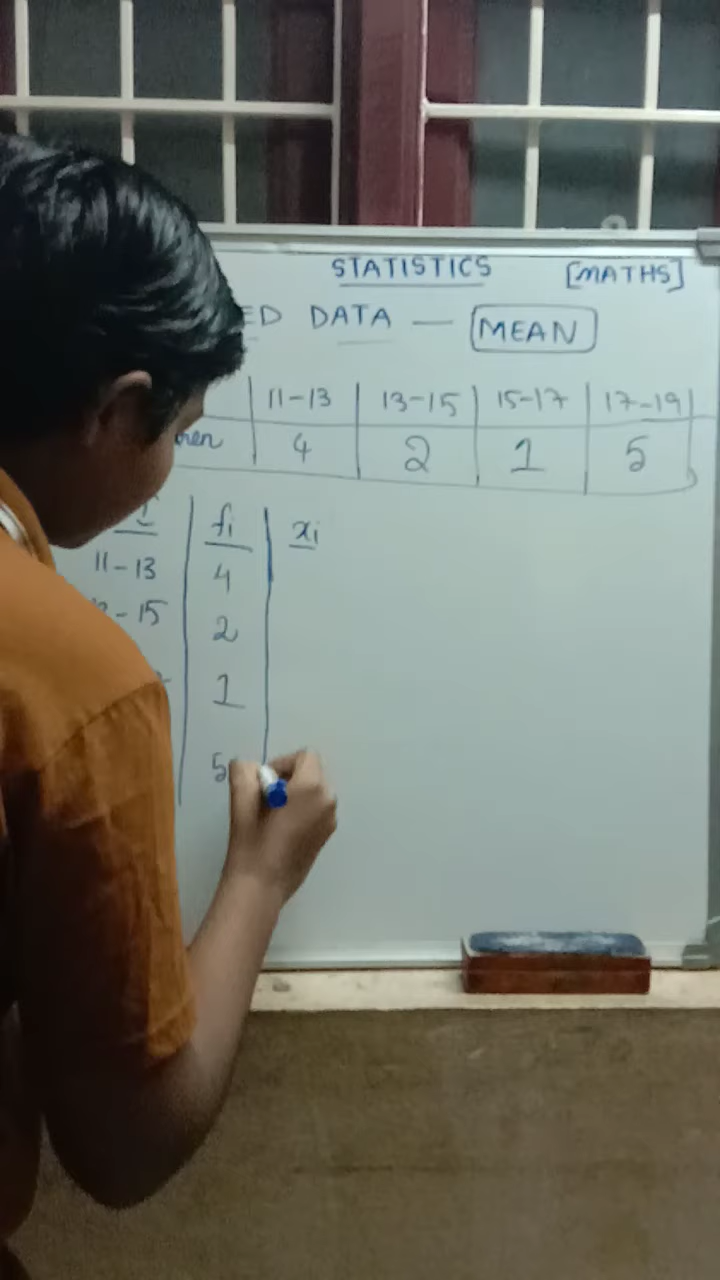 STATISTICS [MATHS]
DATA — MEAN
11-13 13-15 15-17 17-19
4 2 1 5
fi xi
11-13 4
- 15 2
1
5